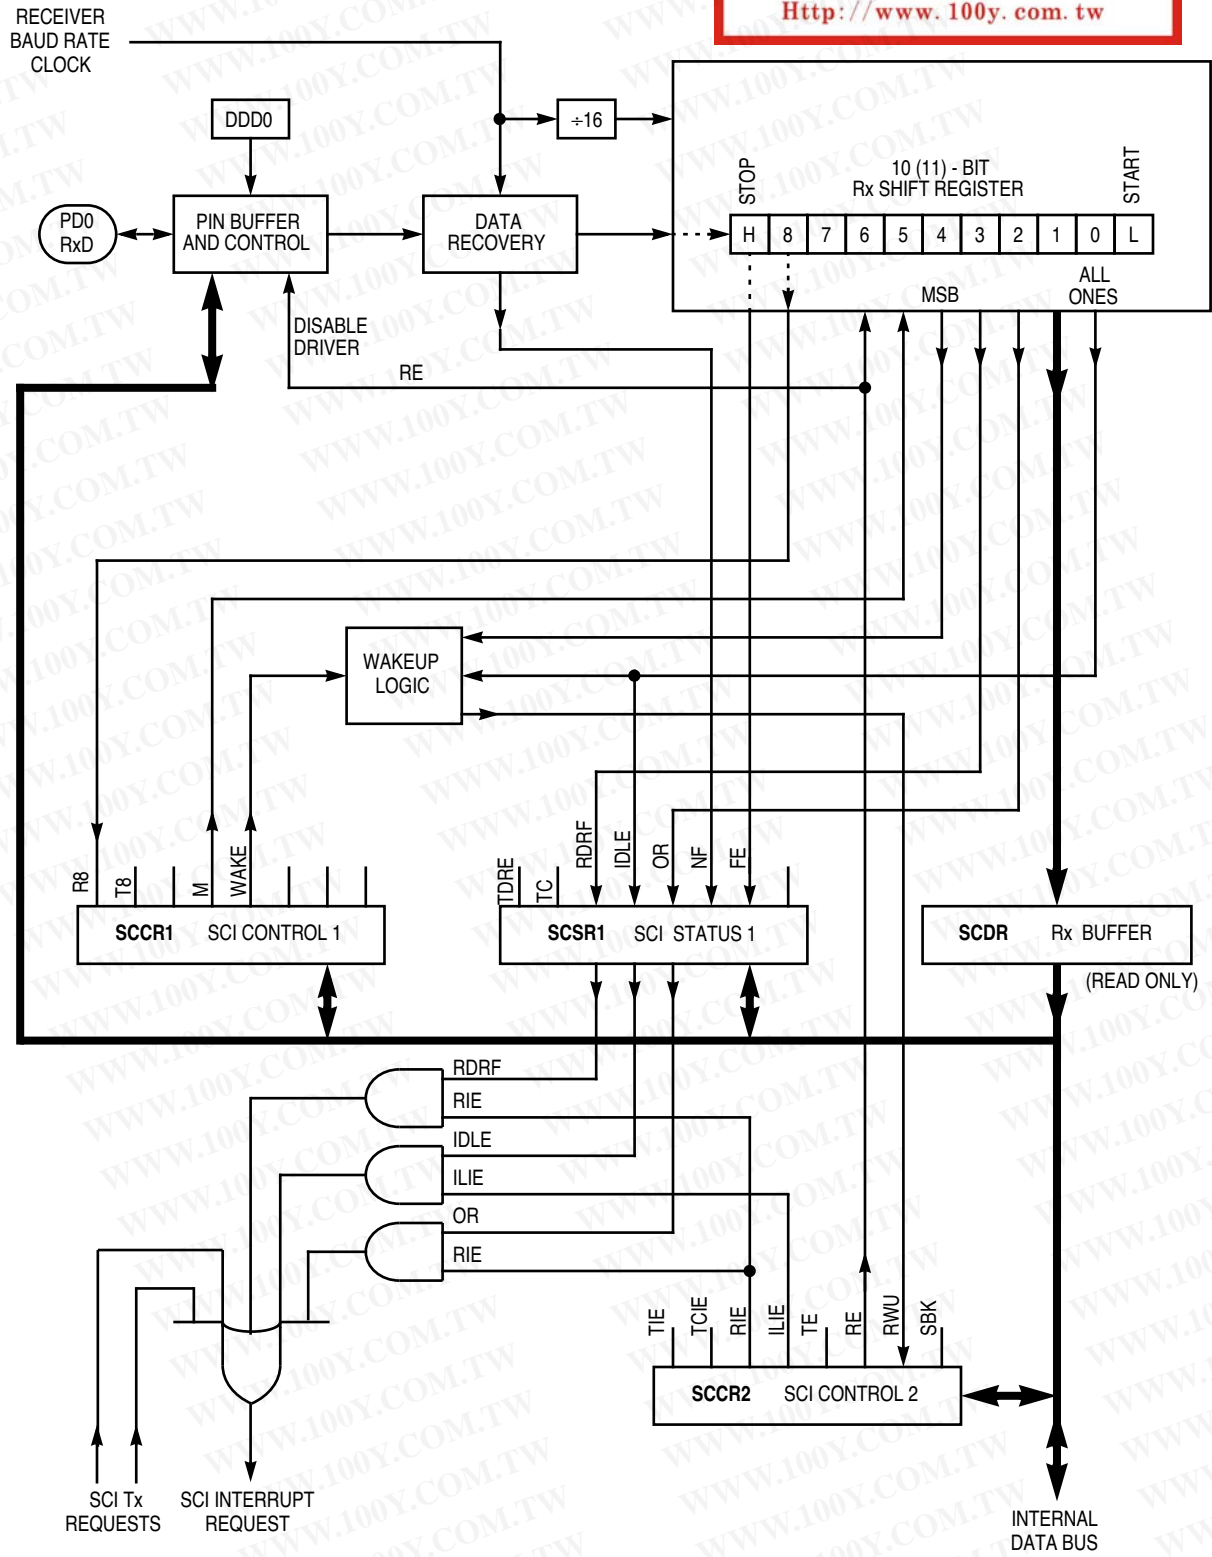 Http://www.100y.com.tw
RECEIVER
BAUD RATE
CLOCK
DDD0
÷16
STOP
10 (11) - BIT
Rx SHIFT REGISTER
START
PD0
RxD
PIN BUFFER
AND CONTROL
DATA
RECOVERY
H 8 7 6 5 4 3 2 1 0 L
MSB
ALL
ONES
DISABLE
DRIVER
RE
WAKEUP
LOGIC
R8
T8
M
WAKE
TDRE
TC
RDRF
IDLE
OR
NF
FE
SCCR1 SCI CONTROL 1
SCSR1 SCI STATUS 1
SCDR Rx BUFFER
(READ ONLY)
RDRF
RIE
IDLE
ILIE
OR
RIE
TIE
TCIE
RIE
ILIE
TE
RE
RWU
SBK
SCCR2 SCI CONTROL 2
SCI Tx
REQUESTS
SCI INTERRUPT
REQUEST
INTERNAL
DATA BUS
WWW.100Y.COM.TW